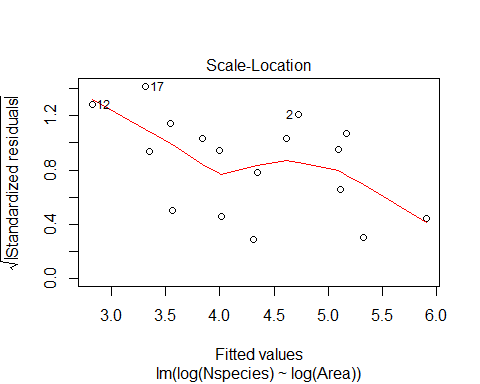 Scale-Location
√|Standardized residuals|
0.0 0.4 0.8 1.2
12
17
2
3.0 3.5 4.0 4.5 5.0 5.5 6.0
Fitted values
lm(log(Nspecies) ~ log(Area))